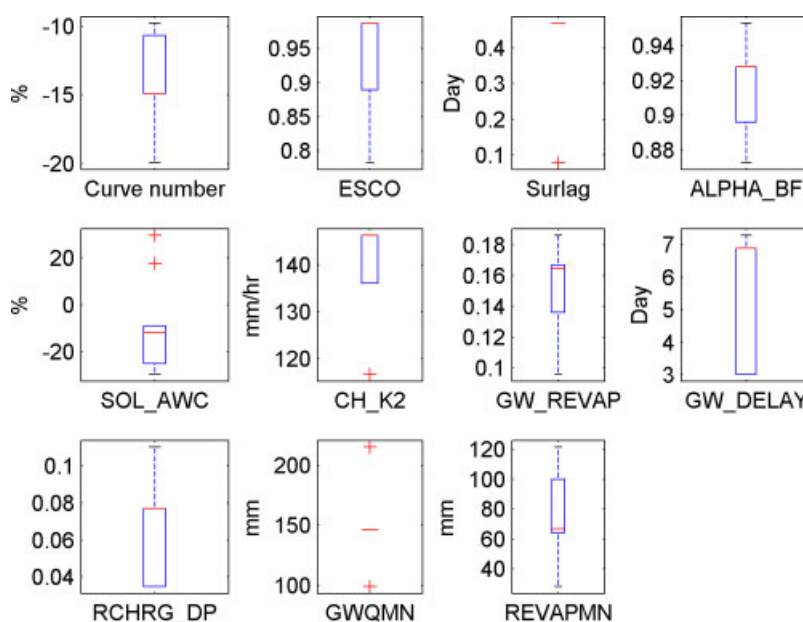 -10
-15
-20
%
Curve number
0.95
0.9
0.85
0.8
ESCO
0.4
0.3
0.2
0.1
Day
Surlag
0.94
0.92
0.9
0.88
ALPHA_BF
20
0
-20
%
SOL_AWC
140
130
120
mm/hr
CH_K2
0.18
0.16
0.14
0.12
0.1
GW_REVAP
7
6
5
4
3
Day
GW_DELAY
0.1
0.08
0.06
0.04
RCHRG_DP
200
150
100
mm
GWQMN
120
100
80
60
40
mm
REVAPMN